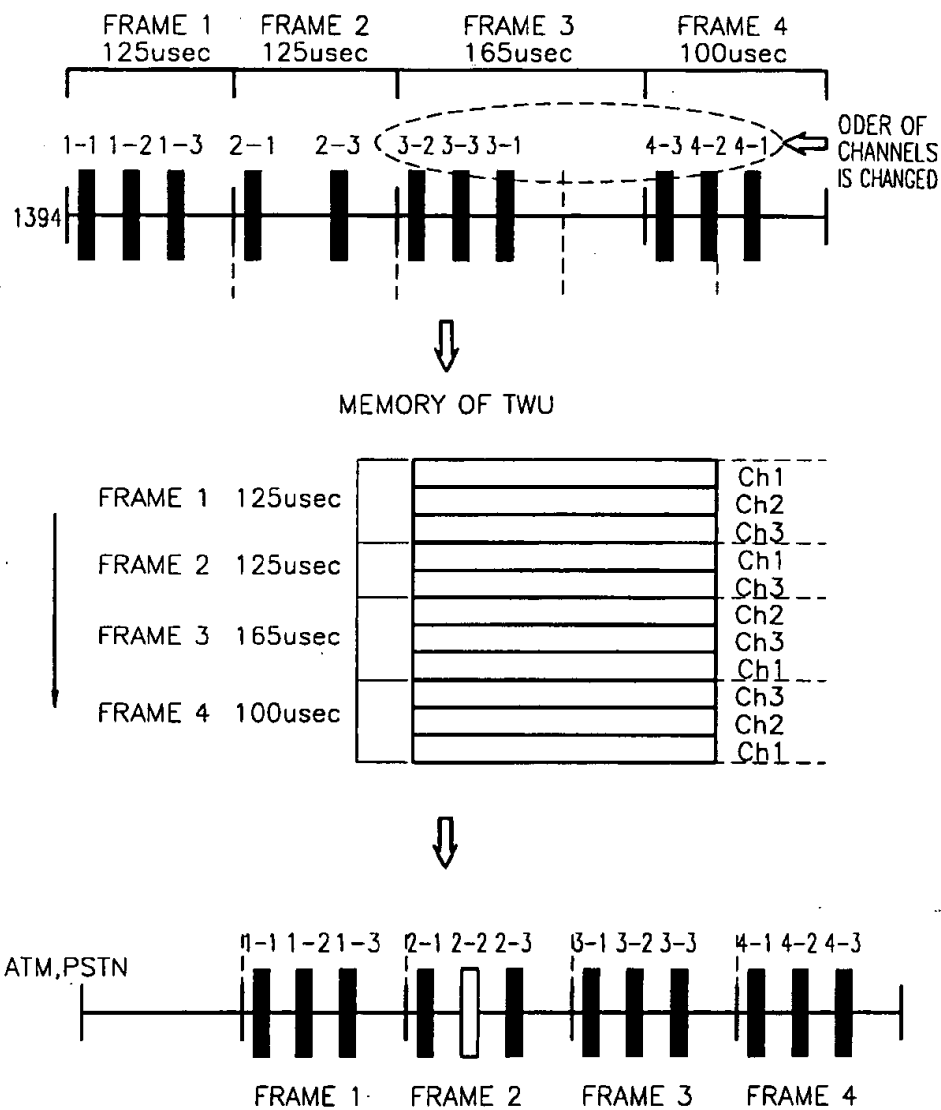 FRAME 1 FRAME 2 FRAME 3 FRAME 4
125usec 125usec 165usec 100usec
1-1 1-2 1-3 2-1 2-3 3-2 3-3 3-1 4-3 4-2 4-1
ODER OF
CHANNELS
IS CHANGED
1394
MEMORY OF TWU
Ch1
FRAME 1 125usec Ch2
Ch3
FRAME 2 125usec Ch1
Ch3
Ch2
FRAME 3 165usec Ch3
Ch1
FRAME 4 100usec Ch3
Ch2
Ch1
1-1 1-2 1-3 2-1 2-2 2-3 3-1 3-2 3-3 4-1 4-2 4-3
ATM,PSTN
FRAME 1 FRAME 2 FRAME 3 FRAME 4